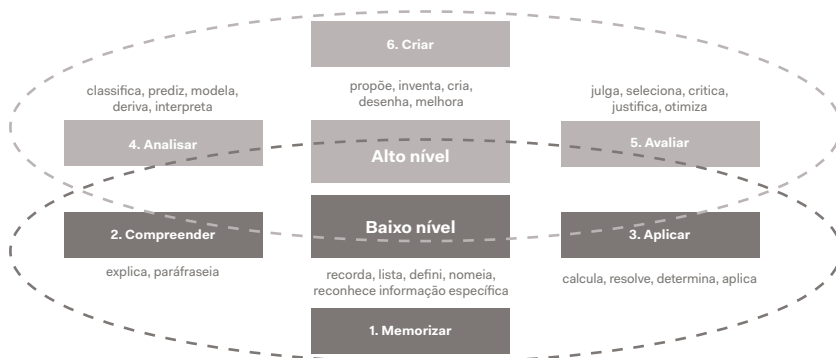 6. Criar
classifica, prediz, modela,
deriva, interpreta
propõe, inventa, cria,
desenha, melhora
julga, seleciona, critica,
justifica, otimiza
4. Analisar
Alto nível
5. Avaliar
2. Compreender
Baixo nível
3. Aplicar
explica, paráfraseia
recorda, lista, defini, nomeia,
reconhece informação específica
calcula, resolve, determina, aplica
1. Memorizar